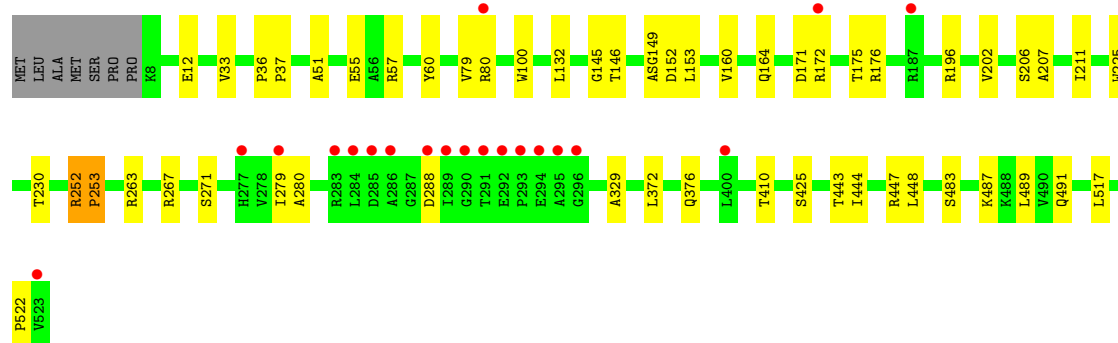 MET LEU ALA MET SER PRO PRO K8 E12 V33 P36 P37 A51 E55 A56 R57 Y60 V79 R80 W100 L132 G145 T146 ASG149 D152 L153 V160 Q164 D171 R172 T175 R176 R187 R196 V202 S206 A207 I211 W225
T230 R252 P253 R263 R267 S271 H277 V278 I279 A280 R283 L284 D285 A286 G287 D288 I289 G290 T291 E292 P293 E294 A295 G296 A329 L372 Q376 L400 T410 S425 T443 I444 R447 L448 S483 K487 K488 L489 V490 Q491 L517
P522 V523